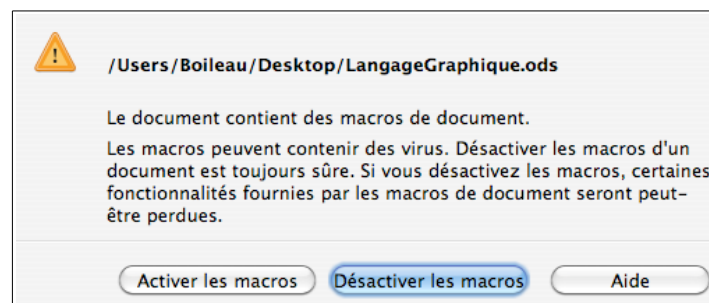 /Users/Boileau/Desktop/LangageGraphique.ods
Le document contient des macros de document.
Les macros peuvent contenir des virus. Désactiver les macros d'un
document est toujours sûre. Si vous désactivez les macros, certaines
fonctionnalités fournies par les macros de document seront peut-
être perdues.
Activer les macros Désactiver les macros Aide